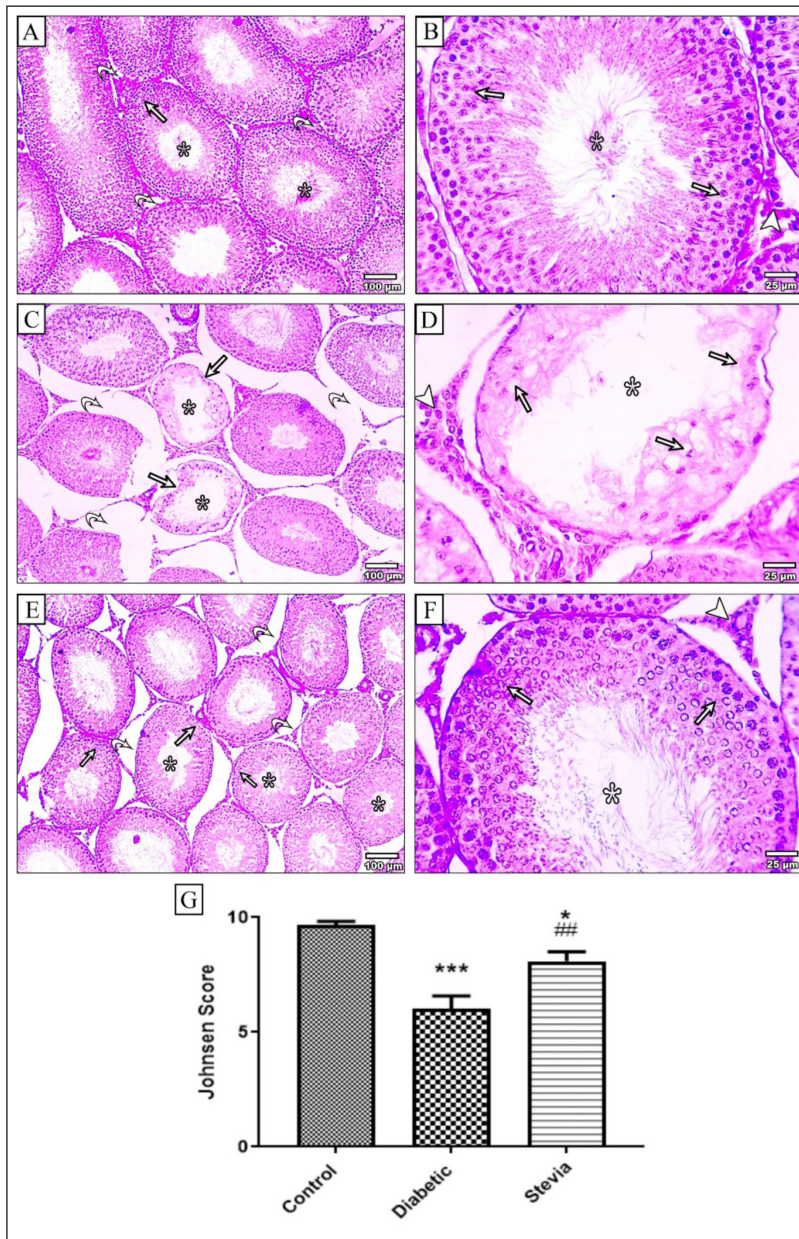 A
B
100 µm
25 µm
C
D
100 µm
25 µm
E
F
100 µm
25 µm
G
10
5
0
Johnsen Score
***
*
##
Control
Diabetic
Stevia